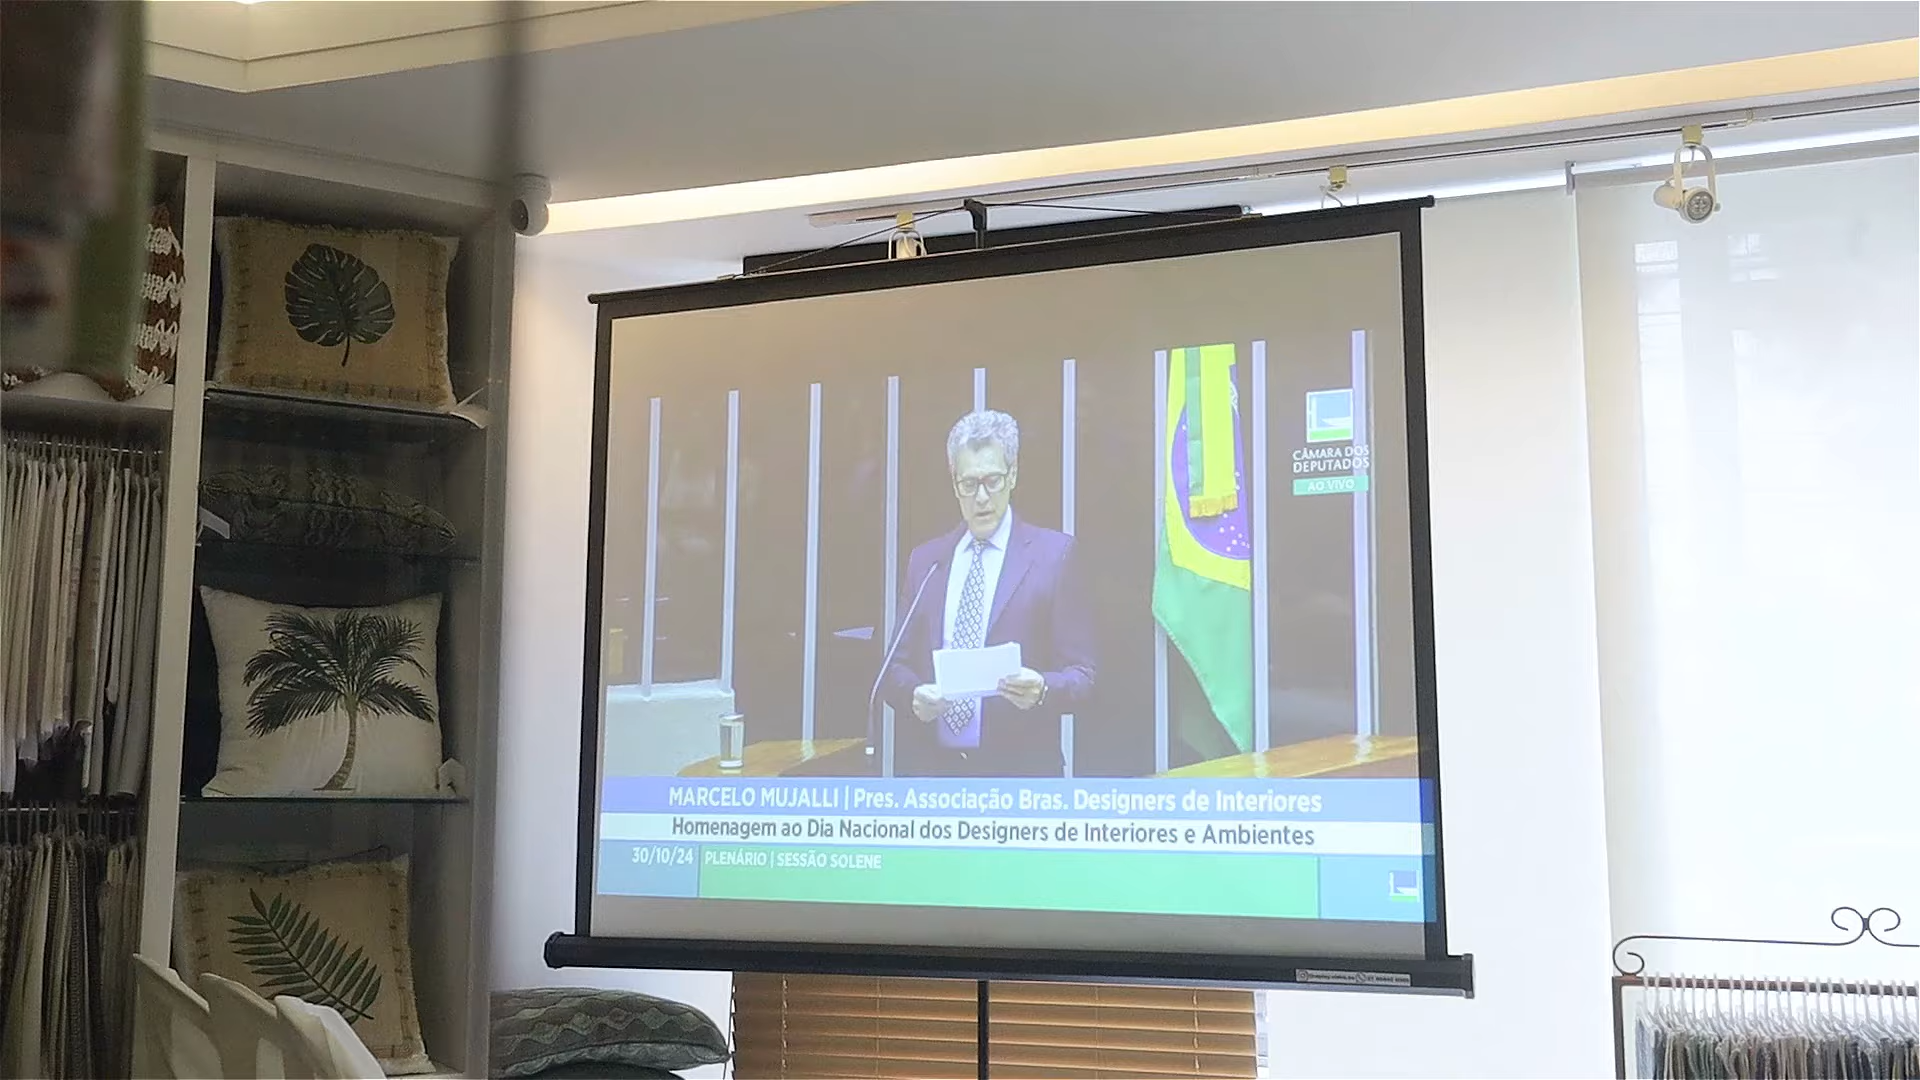 CÂMARA DOS
DEPUTADOS
AO VIVO
MARCELO MUJALLI | Pres. Associação Bras. Designers de Interiores
Homenagem ao Dia Nacional dos Designers de Interiores e Ambientes
30/10/24 PLENÁRIO | SESSÃO SOLENE